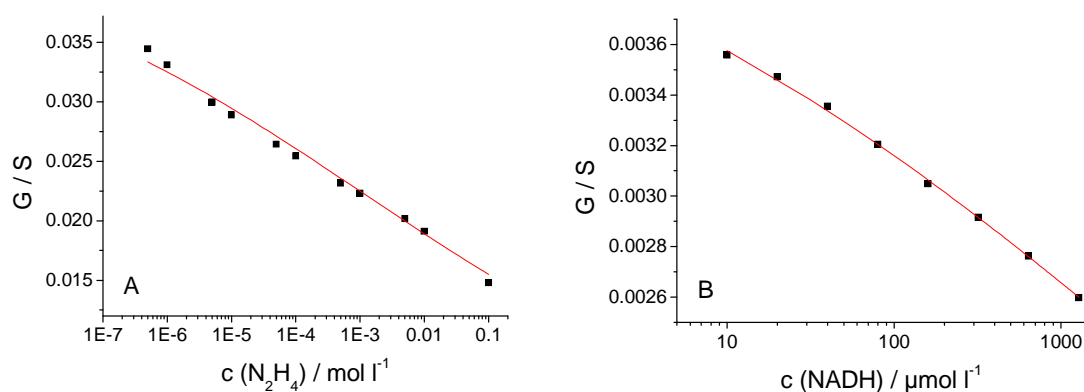 0.035
0.030
0.025
0.020
0.015
G / S
A
1E-7
1E-6
1E-5
1E-4
1E-3
0.01
0.1
c (N₂H₄) / mol l⁻¹
0.0036
0.0034
0.0032
0.0030
0.0028
0.0026
G / S
B
10
100
1000
c (NADH) / µmol l⁻¹